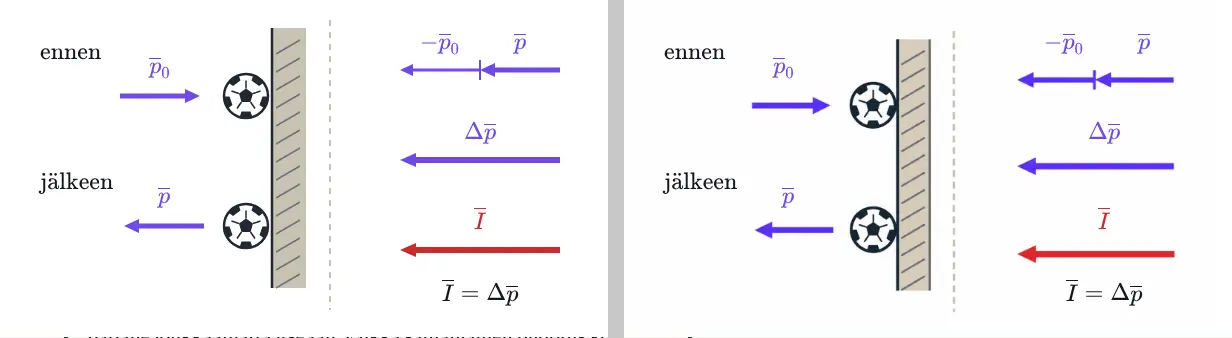 ennen
p̅₀
−p̅₀ p̅
Δp̅
jälkeen
p̅
I̅
I̅ = Δp̅
ennen
p̅₀
−p̅₀ p̅
Δp̅
jälkeen
p̅
I̅
I̅ = Δp̅